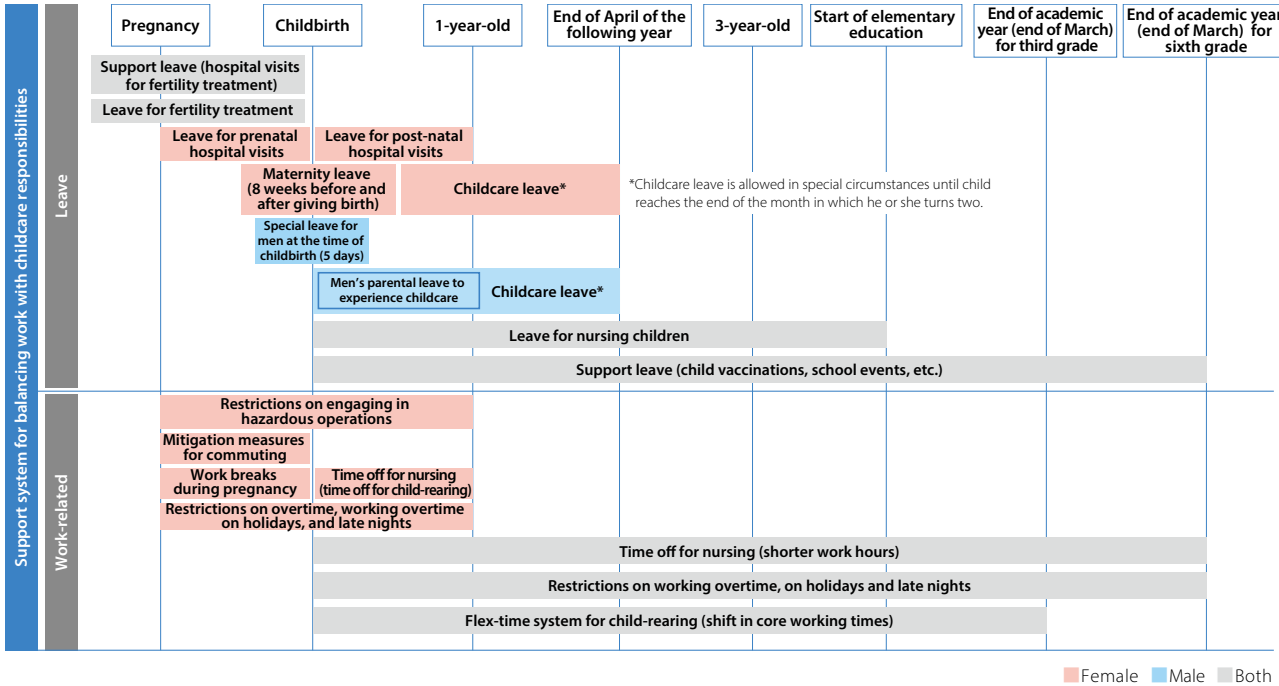 Pregnancy
Childbirth
1-year-old
End of April of the
following year
3-year-old
Start of elementary
education
End of academic
year (end of March)
for third grade
End of academic year
(end of March) for
sixth grade
Support system for balancing work with childcare responsibilities
Leave
Support leave (hospital visits
for fertility treatment)
Leave for fertility treatment
Leave for prenatal
hospital visits
Leave for post-natal
hospital visits
Maternity leave
(8 weeks before and
after giving birth)
Childcare leave*
*Childcare leave is allowed in special circumstances until child
reaches the end of the month in which he or she turns two.
Special leave for
men at the time of
childbirth (5 days)
Men's parental leave to
experience childcare
Childcare leave*
Leave for nursing children
Support leave (child vaccinations, school events, etc.)
Work-related
Restrictions on engaging in
hazardous operations
Mitigation measures
for commuting
Work breaks
during pregnancy
Time off for nursing
(time off for child-rearing)
Restrictions on overtime, working overtime
on holidays, and late nights
Time off for nursing (shorter work hours)
Restrictions on working overtime, on holidays and late nights
Flex-time system for child-rearing (shift in core working times)
Female
Male
Both